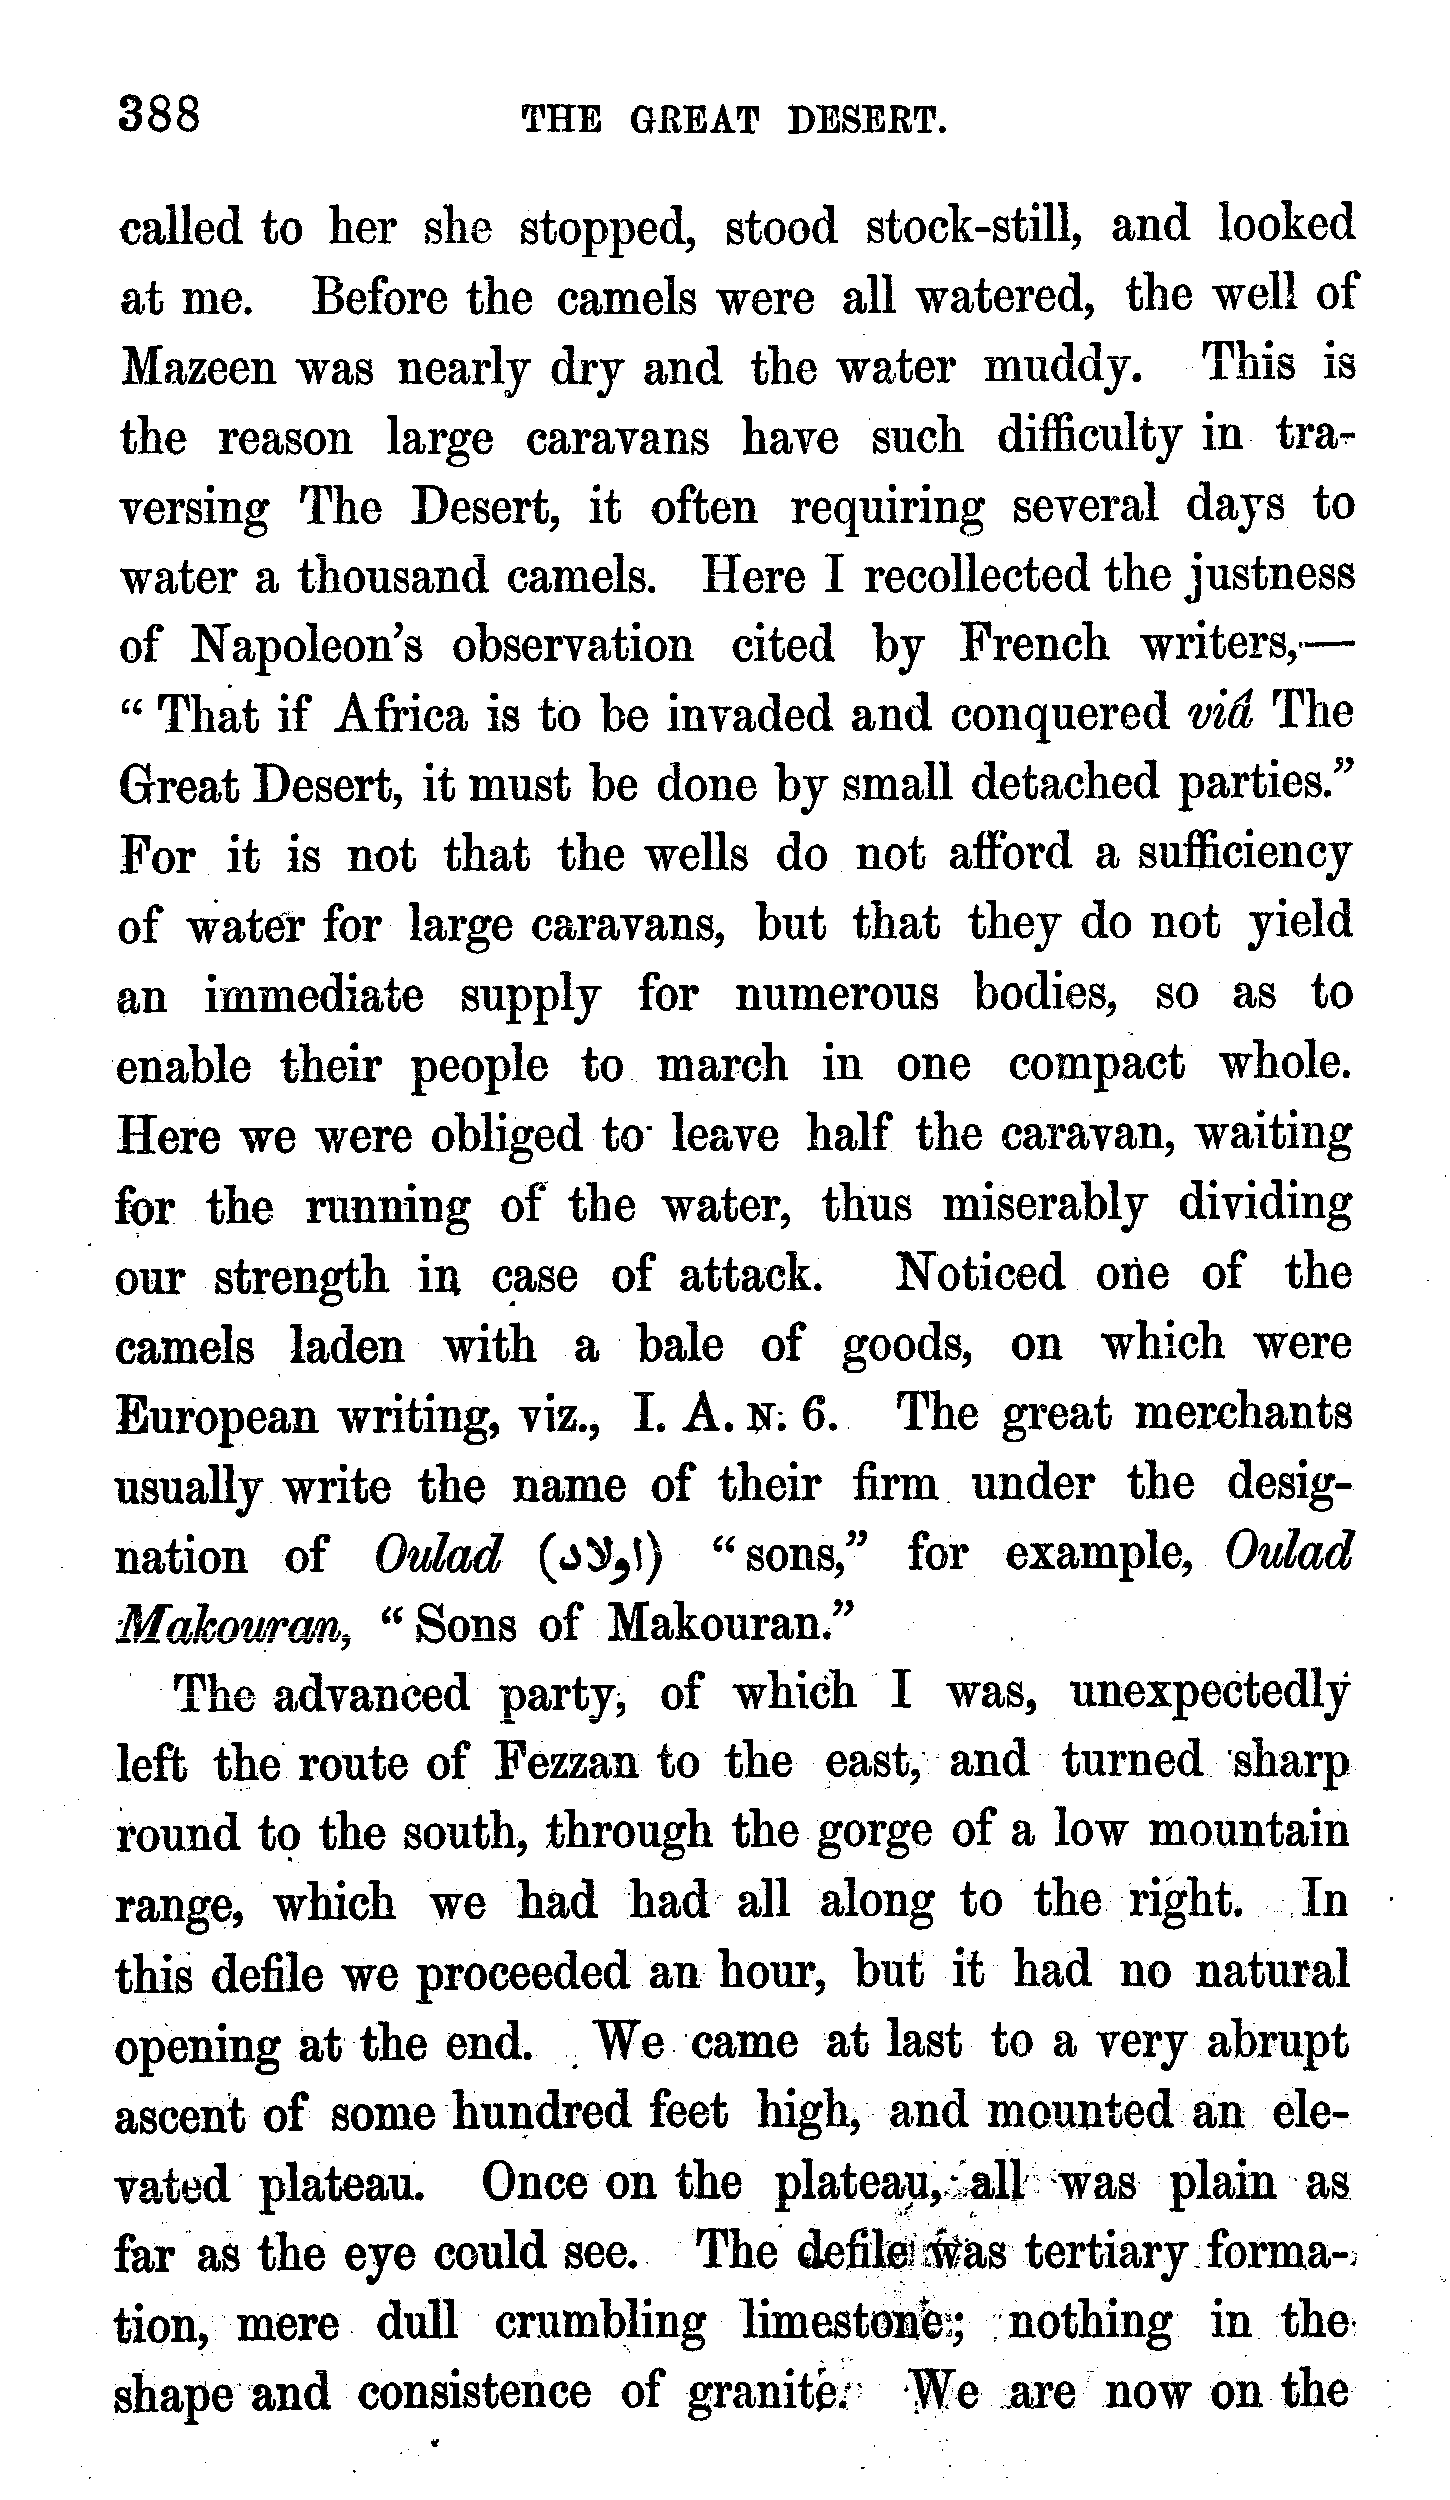 388 THE GREAT DESERT.
called to her she stopped, stood stock-still, and looked
at me. Before the camels were all watered, the well of
Mazeen was nearly dry and the water muddy. This is
the reason large caravans have such difficulty in tra-
versing The Desert, it often requiring several days to
water a thousand camels. Here I recollected the justness
of Napoleon's observation cited by French writers,—
“ That if Africa is to be invaded and conquered viâ The
Great Desert, it must be done by small detached parties.”
For it is not that the wells do not afford a sufficiency
of water for large caravans, but that they do not yield
an immediate supply for numerous bodies, so as to
enable their people to march in one compact whole.
Here we were obliged to leave half the caravan, waiting
for the running of the water, thus miserably dividing
our strength in case of attack. Noticed one of the
camels laden with a bale of goods, on which were
European writing, viz., I. A. N. 6. The great merchants
usually write the name of their firm under the desig-
nation of Oulad (اولاد) “ sons,” for example, Oulad
Makouran, “ Sons of Makouran.”
The advanced party, of which I was, unexpectedly
left the route of Fezzan to the east, and turned sharp
round to the south, through the gorge of a low mountain
range, which we had had all along to the right. In
this defile we proceeded an hour, but it had no natural
opening at the end. We came at last to a very abrupt
ascent of some hundred feet high, and mounted an ele-
vated plateau. Once on the plateau, all was plain as
far as the eye could see. The defile was tertiary forma-
tion, mere dull crumbling limestone; nothing in the
shape and consistence of granite. We are now on the